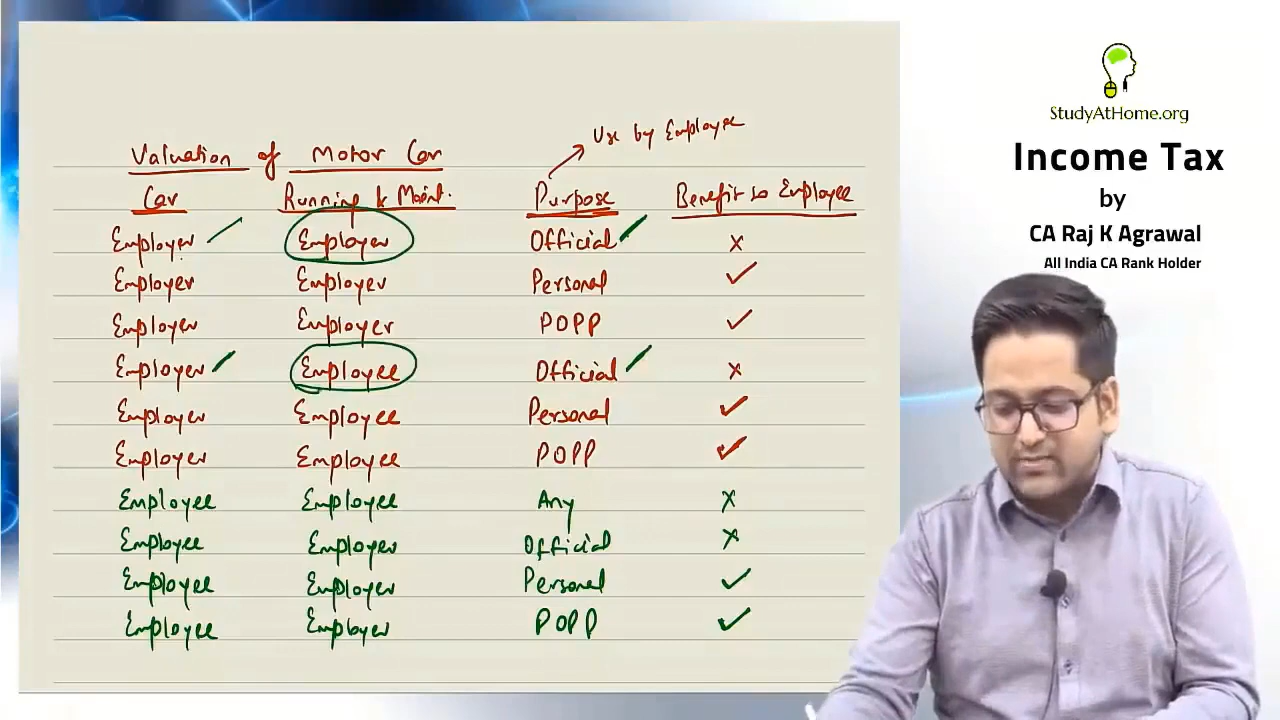 Use by Employee
Valuation of Motor Car
Car Running & Maint. Purpose Benefit to Employee
Employer Employer Official x
Employer Employer Personal ✓
Employer Employer POPP ✓
Employer Employee Official x
Employer Employee Personal ✓
Employer Employee POPP ✓
Employee Employee Any x
Employee Employer Official x
Employee Employer Personal ✓
Employee Employer POPP ✓
StudyAtHome.org
Income Tax
by
CA Raj K Agrawal
All India CA Rank Holder